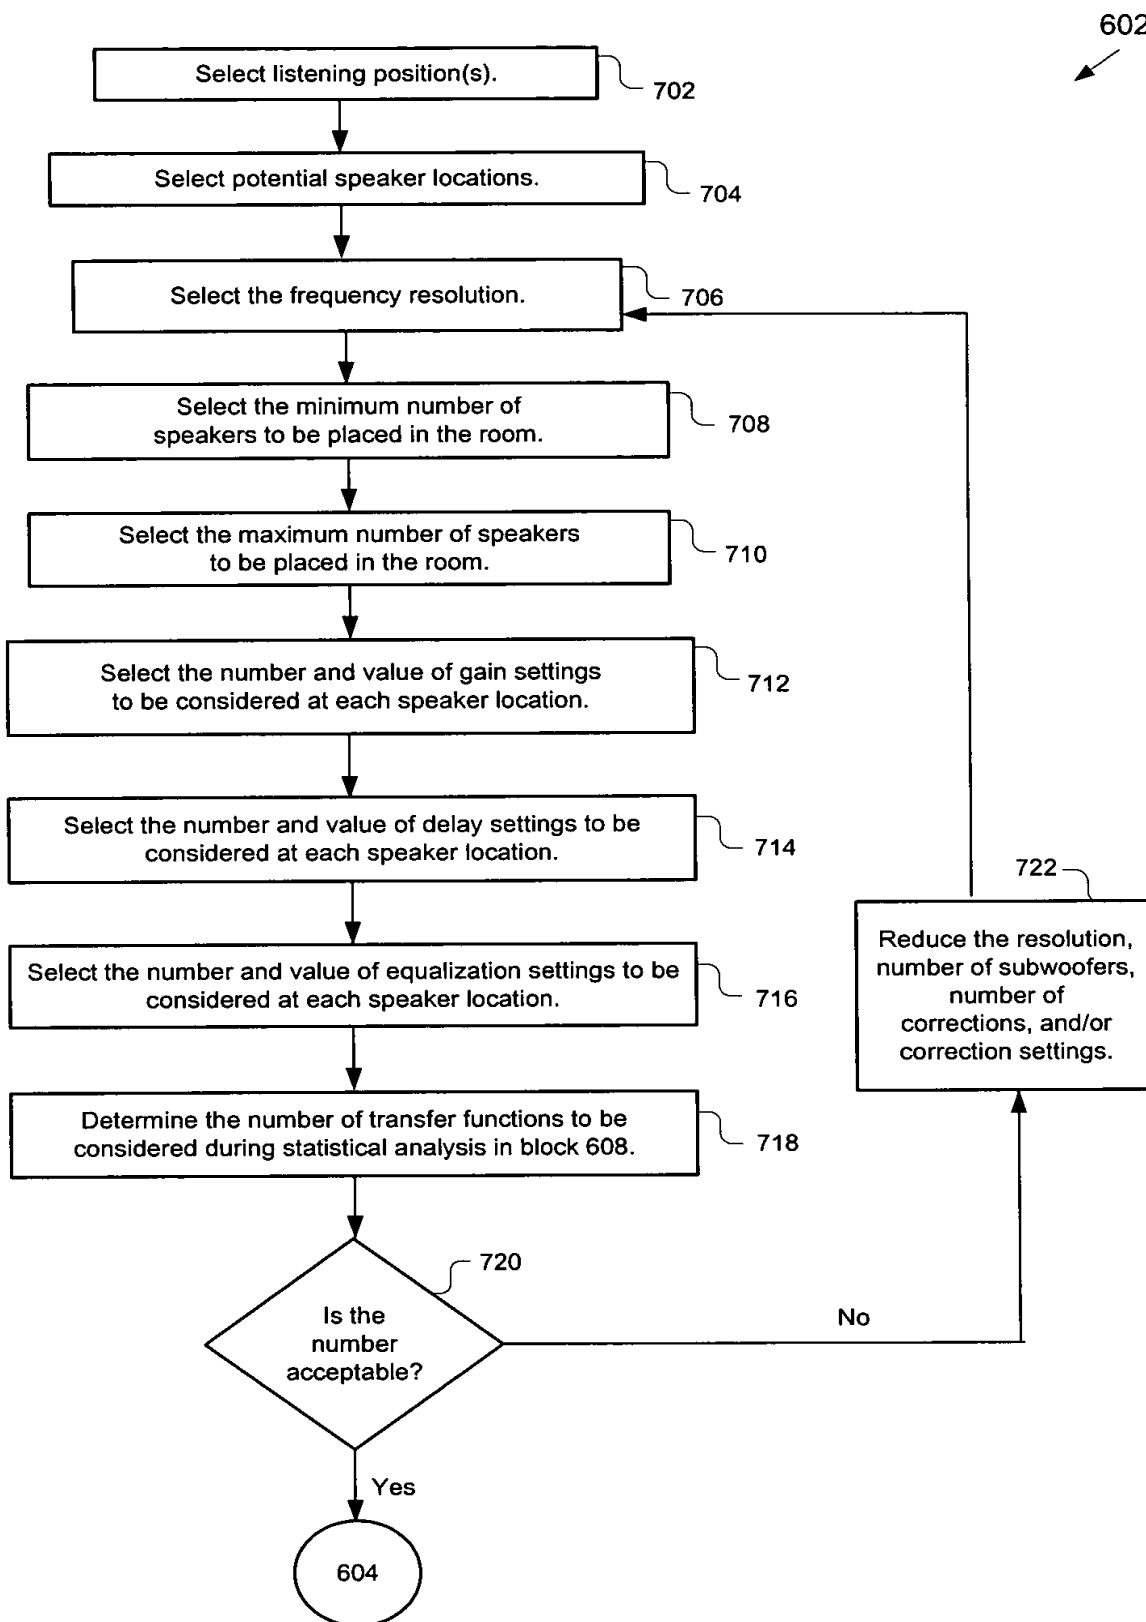 602
Select listening position(s).
702
Select potential speaker locations.
704
Select the frequency resolution.
706
Select the minimum number of
speakers to be placed in the room.
708
Select the maximum number of speakers
to be placed in the room.
710
Select the number and value of gain settings
to be considered at each speaker location.
712
Select the number and value of delay settings to be
considered at each speaker location.
714
Select the number and value of equalization settings to be
considered at each speaker location.
716
Determine the number of transfer functions to be
considered during statistical analysis in block 608.
718
722
Reduce the resolution,
number of subwoofers,
number of
corrections, and/or
correction settings.
720
Is the
number
acceptable?
No
Yes
604